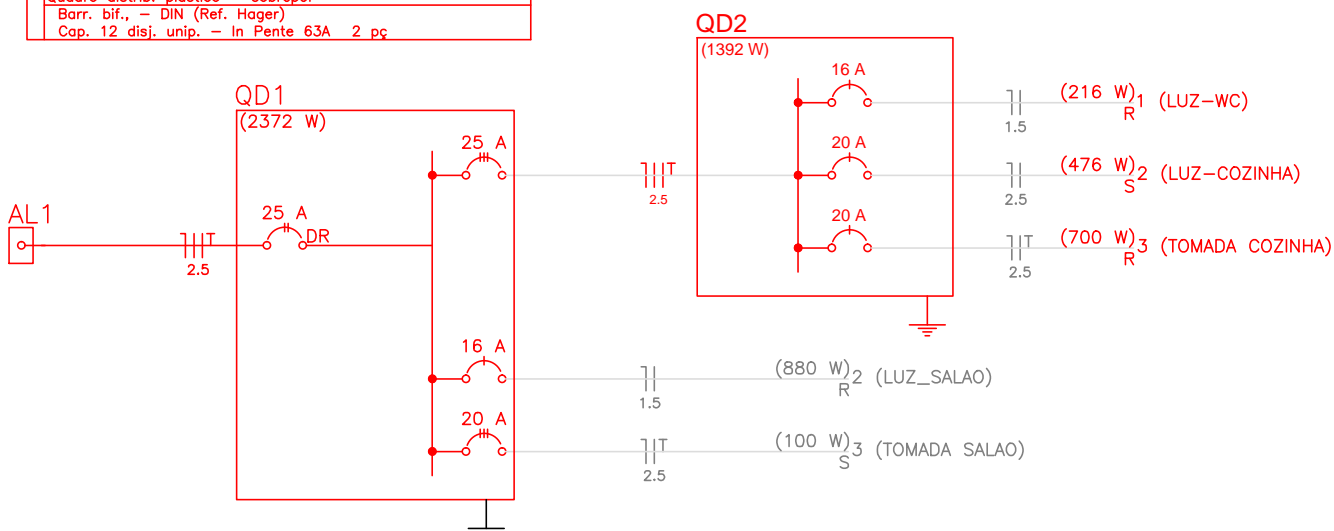 Barr. bif., – DIN (Ref. Hager)
Cap. 12 disj. unip. – In Pente 63A 2 pç
QD2
(1392 W)
16 A
(216 W) 1 (LUZ-WC)
R
1.5
20 A
(476 W) 2 (LUZ-COZINHA)
S
2.5
20 A
(700 W) 3 (TOMADA COZINHA)
R
T
2.5
QD1
(2372 W)
25 A
T
2.5
AL1
T
2.5
25 A
DR
16 A
(880 W) 2 (LUZ_SALAO)
R
1.5
20 A
(100 W) 3 (TOMADA SALAO)
S
T
2.5